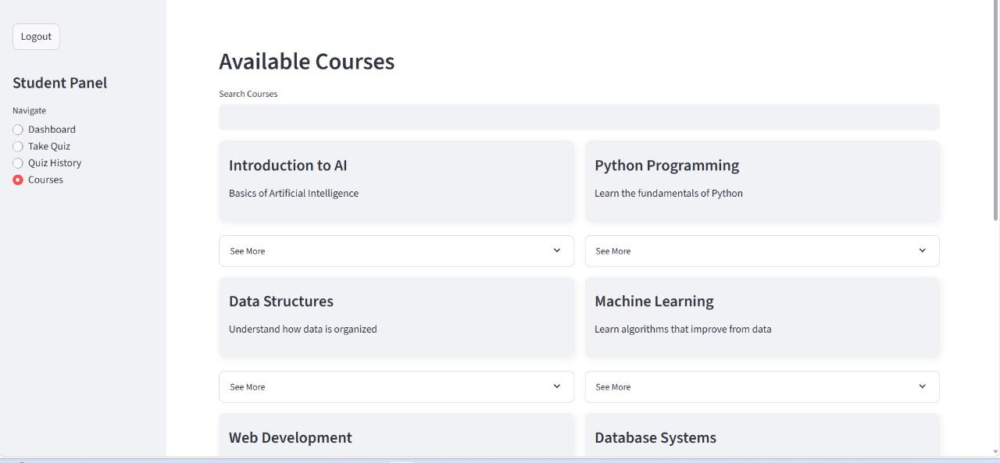 Logout
Student Panel
Navigate
Dashboard
Take Quiz
Quiz History
Courses
Available Courses
Search Courses
Introduction to AI
Basics of Artificial Intelligence
See More
Python Programming
Learn the fundamentals of Python
See More
Data Structures
Understand how data is organized
See More
Machine Learning
Learn algorithms that improve from data
See More
Web Development
Database Systems